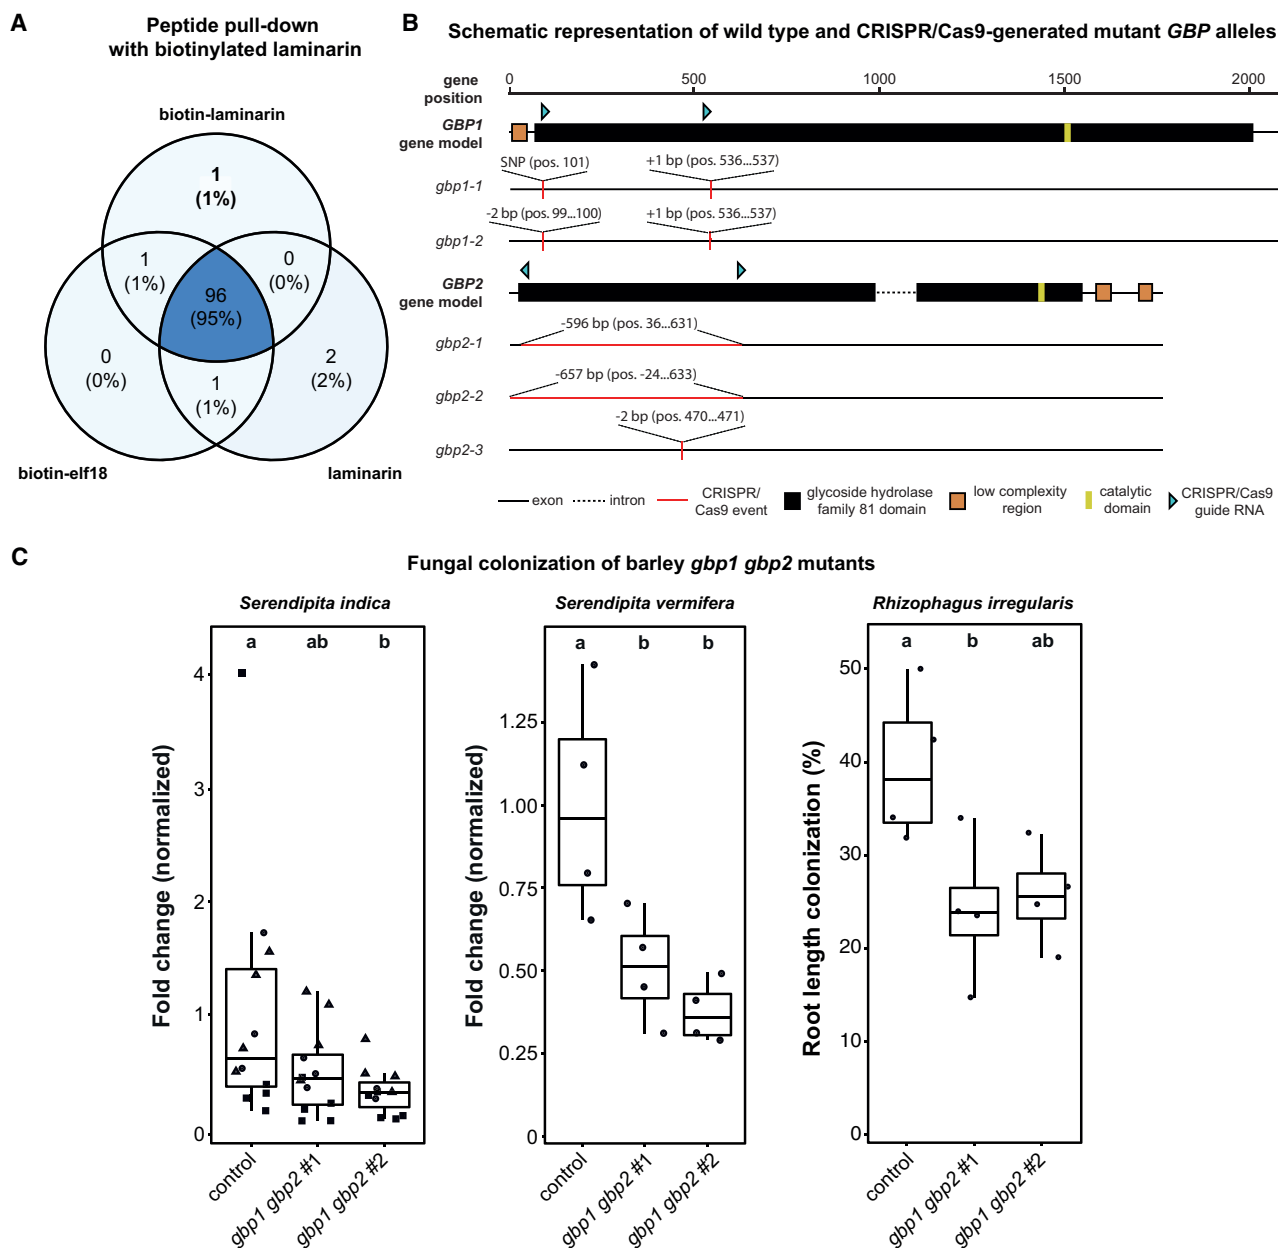 A
Peptide pull-down
with biotinylated laminarin
biotin-laminarin
1
(1%)
1
(1%)
0
(0%)
96
(95%)
0
(0%)
1
(1%)
2
(2%)
biotin-elf18
laminarin
B
Schematic representation of wild type and CRISPR/Cas9-generated mutant GBP alleles
gene
position
0
500
1000
1500
2000
GBP1
gene model
SNP (pos. 101)
+1 bp (pos. 536...537)
gbp1-1
-2 bp (pos. 99...100)
+1 bp (pos. 536...537)
gbp1-2
GBP2
gene model
-596 bp (pos. 36...631)
gbp2-1
-657 bp (pos. -24...633)
gbp2-2
-2 bp (pos. 470...471)
gbp2-3
exon
intron
CRISPR/
Cas9 event
glycoside hydrolase
family 81 domain
low complexity
region
catalytic
domain
CRISPR/Cas9
guide RNA
C
Fungal colonization of barley gbp1 gbp2 mutants
Serendipita indica
a
ab
b
Fold change (normalized)
4
3
2
1
0
control
gbp1 gbp2 #1
gbp1 gbp2 #2
Serendipita vermifera
a
b
b
Fold change (normalized)
1.25
1.00
0.75
0.50
0.25
0
control
gbp1 gbp2 #1
gbp1 gbp2 #2
Rhizophagus irregularis
a
b
ab
Root length colonization (%)
50
40
30
20
10
0
control
gbp1 gbp2 #1
gbp1 gbp2 #2